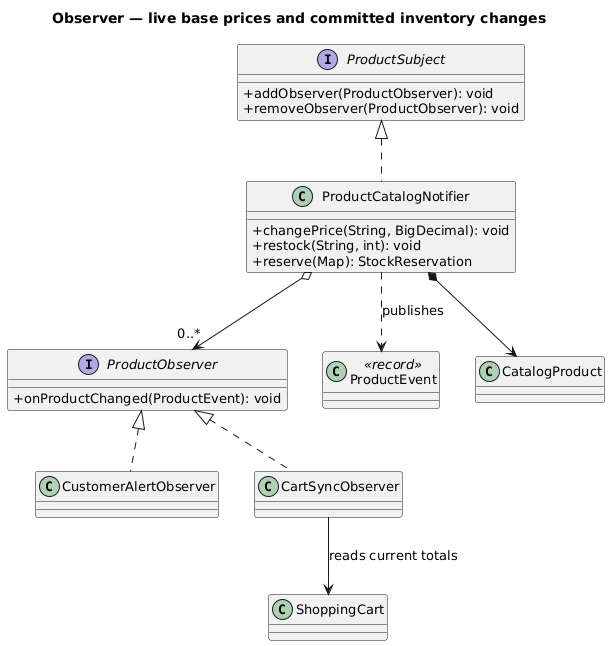 Observer — live base prices and committed inventory changes
I ProductSubject
+addObserver(ProductObserver): void
+removeObserver(ProductObserver): void
C ProductCatalogNotifier
+changePrice(String, BigDecimal): void
+restock(String, int): void
+reserve(Map): StockReservation
publishes
0..*
I ProductObserver
+onProductChanged(ProductEvent): void
C «record»
ProductEvent
C CatalogProduct
C CustomerAlertObserver
C CartSyncObserver
reads current totals
C ShoppingCart